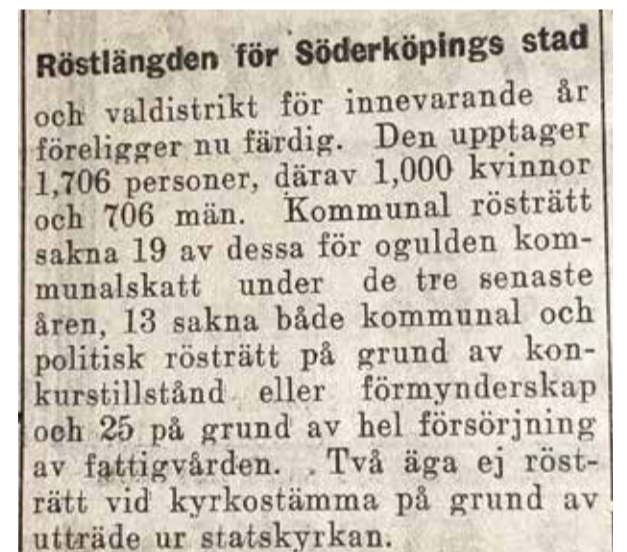 Röstlängden för Söderköpings stad
och valdistrikt för innevarande år
föreligger nu färdig. Den upptager
1,706 personer, därav 1,000 kvinnor
och 706 män. Kommunal rösträtt
sakna 19 av dessa för ogulden kom-
munalskatt under de tre senaste
åren, 13 sakna både kommunal och
politisk rösträtt på grund av kon-
kurstillstånd eller förmynderskap
och 25 på grund av hel försörjning
av fattigvården. Två äga ej röst-
rätt vid kyrkostämma på grund av
utträde ur statskyrkan.